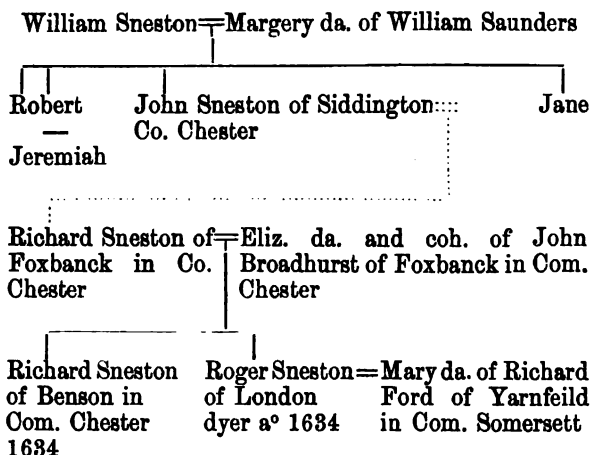 William Sneston=Margery da. of William Saunders
Robert
—
Jeremiah
John Sneston of Siddington
Co. Chester
Jane
Richard Sneston of=Eliz. da. and coh. of John
Foxbanck in Co.
Chester
Broadhurst of Foxbanck in Com.
Chester
Richard Sneston
of Benson in
Com. Chester
1634
Roger Sneston=Mary da. of Richard
of London
dyer aº 1634
Ford of Yarnfeild
in Com. Somersett